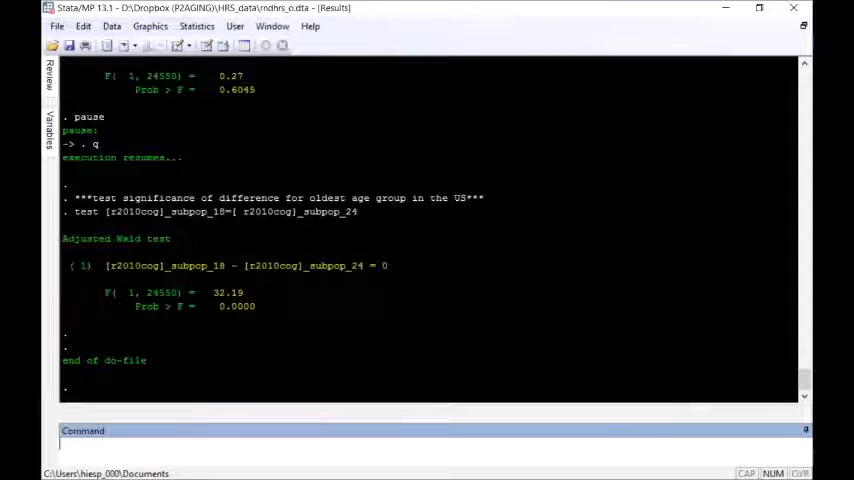 Stata/MP 13.1 - D:\Dropbox (P2AGING)\HRS_data\rndhrs_o.dta - [Results]
File Edit Data Graphics Statistics User Window Help
Review
Variables
F( 1, 24550) = 0.27
Prob > F = 0.6045
. pause
pause:
-> . q
execution resumes...
.
. ***test significance of difference for oldest age group in the US***
. test [r2010cog]_subpop_18=[ r2010cog]_subpop_24
Adjusted Wald test
( 1) [r2010cog]_subpop_18 - [r2010cog]_subpop_24 = 0
F( 1, 24550) = 32.19
Prob > F = 0.0000
.
.
end of do-file
.
Command
C:\Users\hiesp_000\Documents
CAP NUM OVR